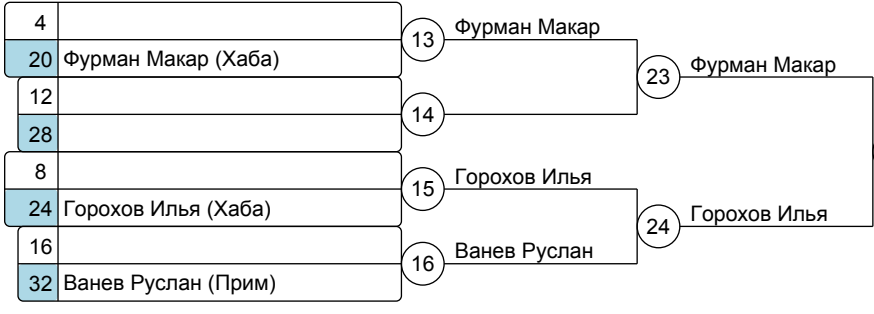 4
20 Фурман Макар (Хаба)
12
28
8
24 Горохов Илья (Хаба)
16
32 Ванев Руслан (Прим)
13 Фурман Макар
14
15 Горохов Илья
16 Ванев Руслан
23 Фурман Макар
24 Горохов Илья